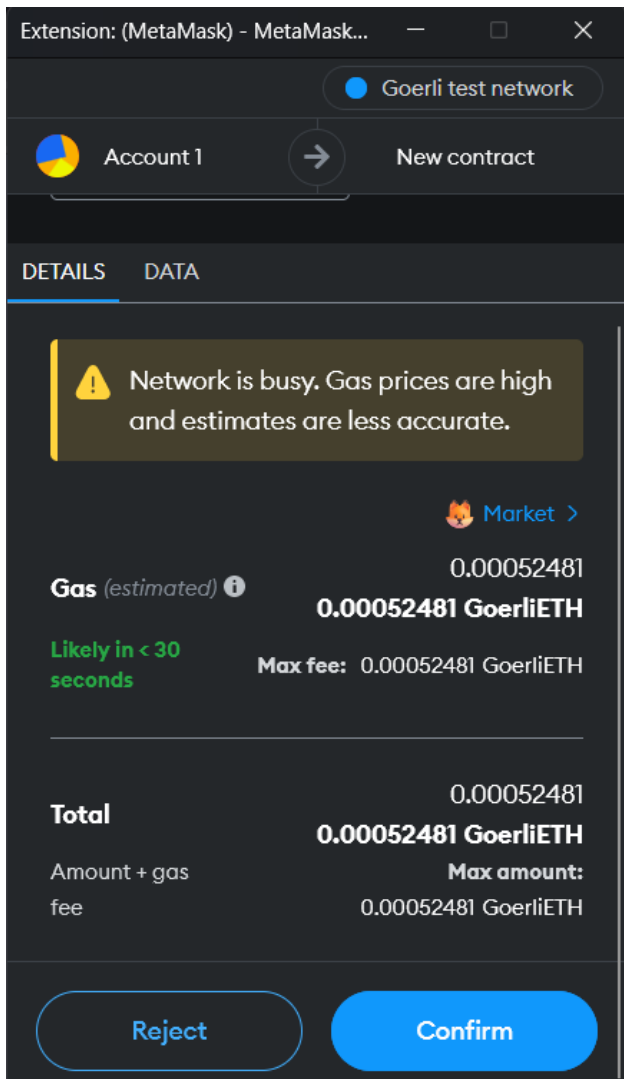 Extension: (MetaMask) - MetaMask...
Goerli test network
Account 1
New contract
DETAILS
DATA
Network is busy. Gas prices are high
and estimates are less accurate.
Market >
0.00052481
Gas (estimated)
0.00052481 GoerliETH
Likely in < 30
seconds
Max fee: 0.00052481 GoerliETH
0.00052481
Total
0.00052481 GoerliETH
Amount + gas
fee
Max amount:
0.00052481 GoerliETH
Reject
Confirm